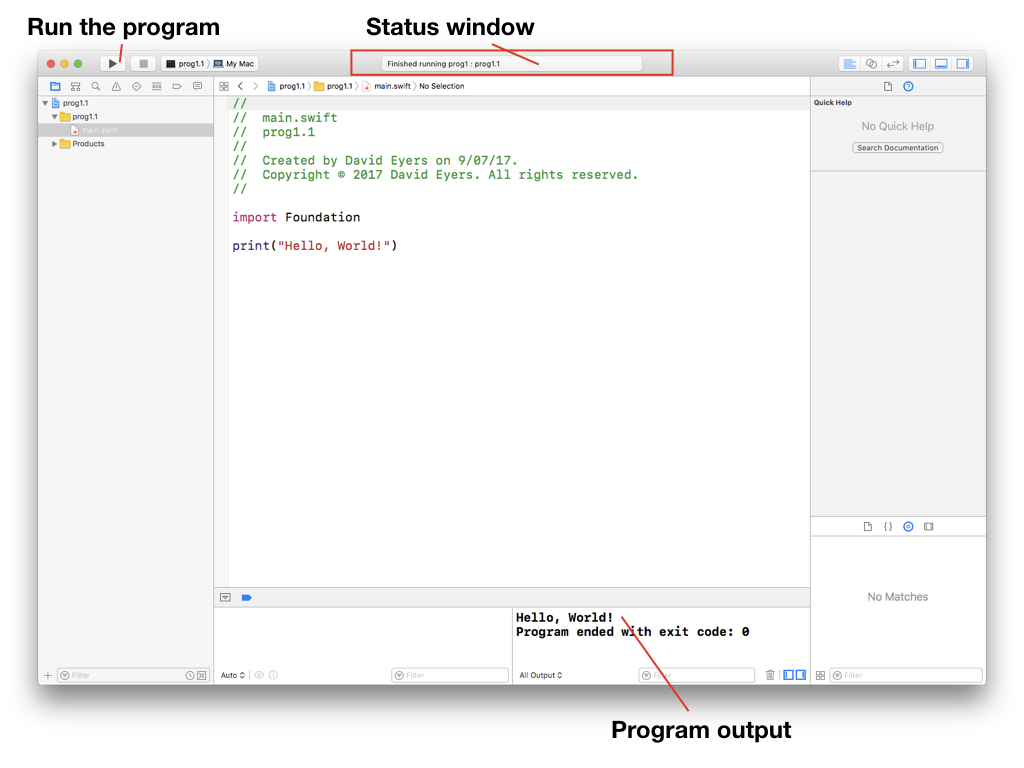 Run the program
Status window
prog1.1 My Mac
Finished running prog1 : prog1.1
prog1.1 prog1.1 main.swift No Selection
prog1.1
prog1.1
main.swift
Products
//
//  main.swift
//  prog1.1
//
//  Created by David Eyers on 9/07/17.
//  Copyright © 2017 David Eyers. All rights reserved.
//
import Foundation
print("Hello, World!")
Quick Help
No Quick Help
Search Documentation
No Matches
Hello, World!
Program ended with exit code: 0
Filter
Auto
Filter
All Output
Filter
Filter
Program output